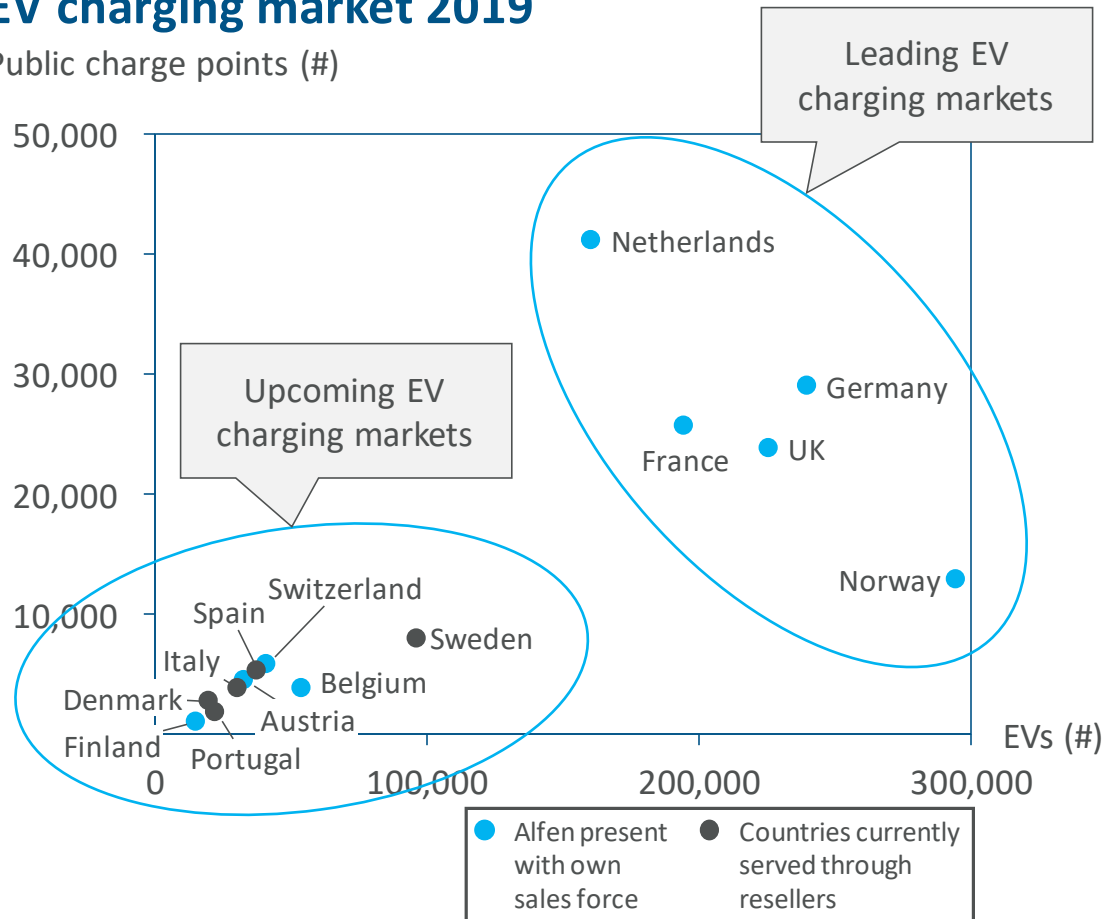 EV charging market 2019
Public charge points (#)
Leading EV
charging markets
50,000
40,000
30,000
20,000
10,000
Netherlands
Germany
France
UK
Norway
Upcoming EV
charging markets
Switzerland
Spain
Sweden
Italy
Belgium
Denmark
Austria
Finland
Portugal
EVs (#)
0
100,000
200,000
300,000
Alfen present
with own
sales force
Countries currently
served through
resellers